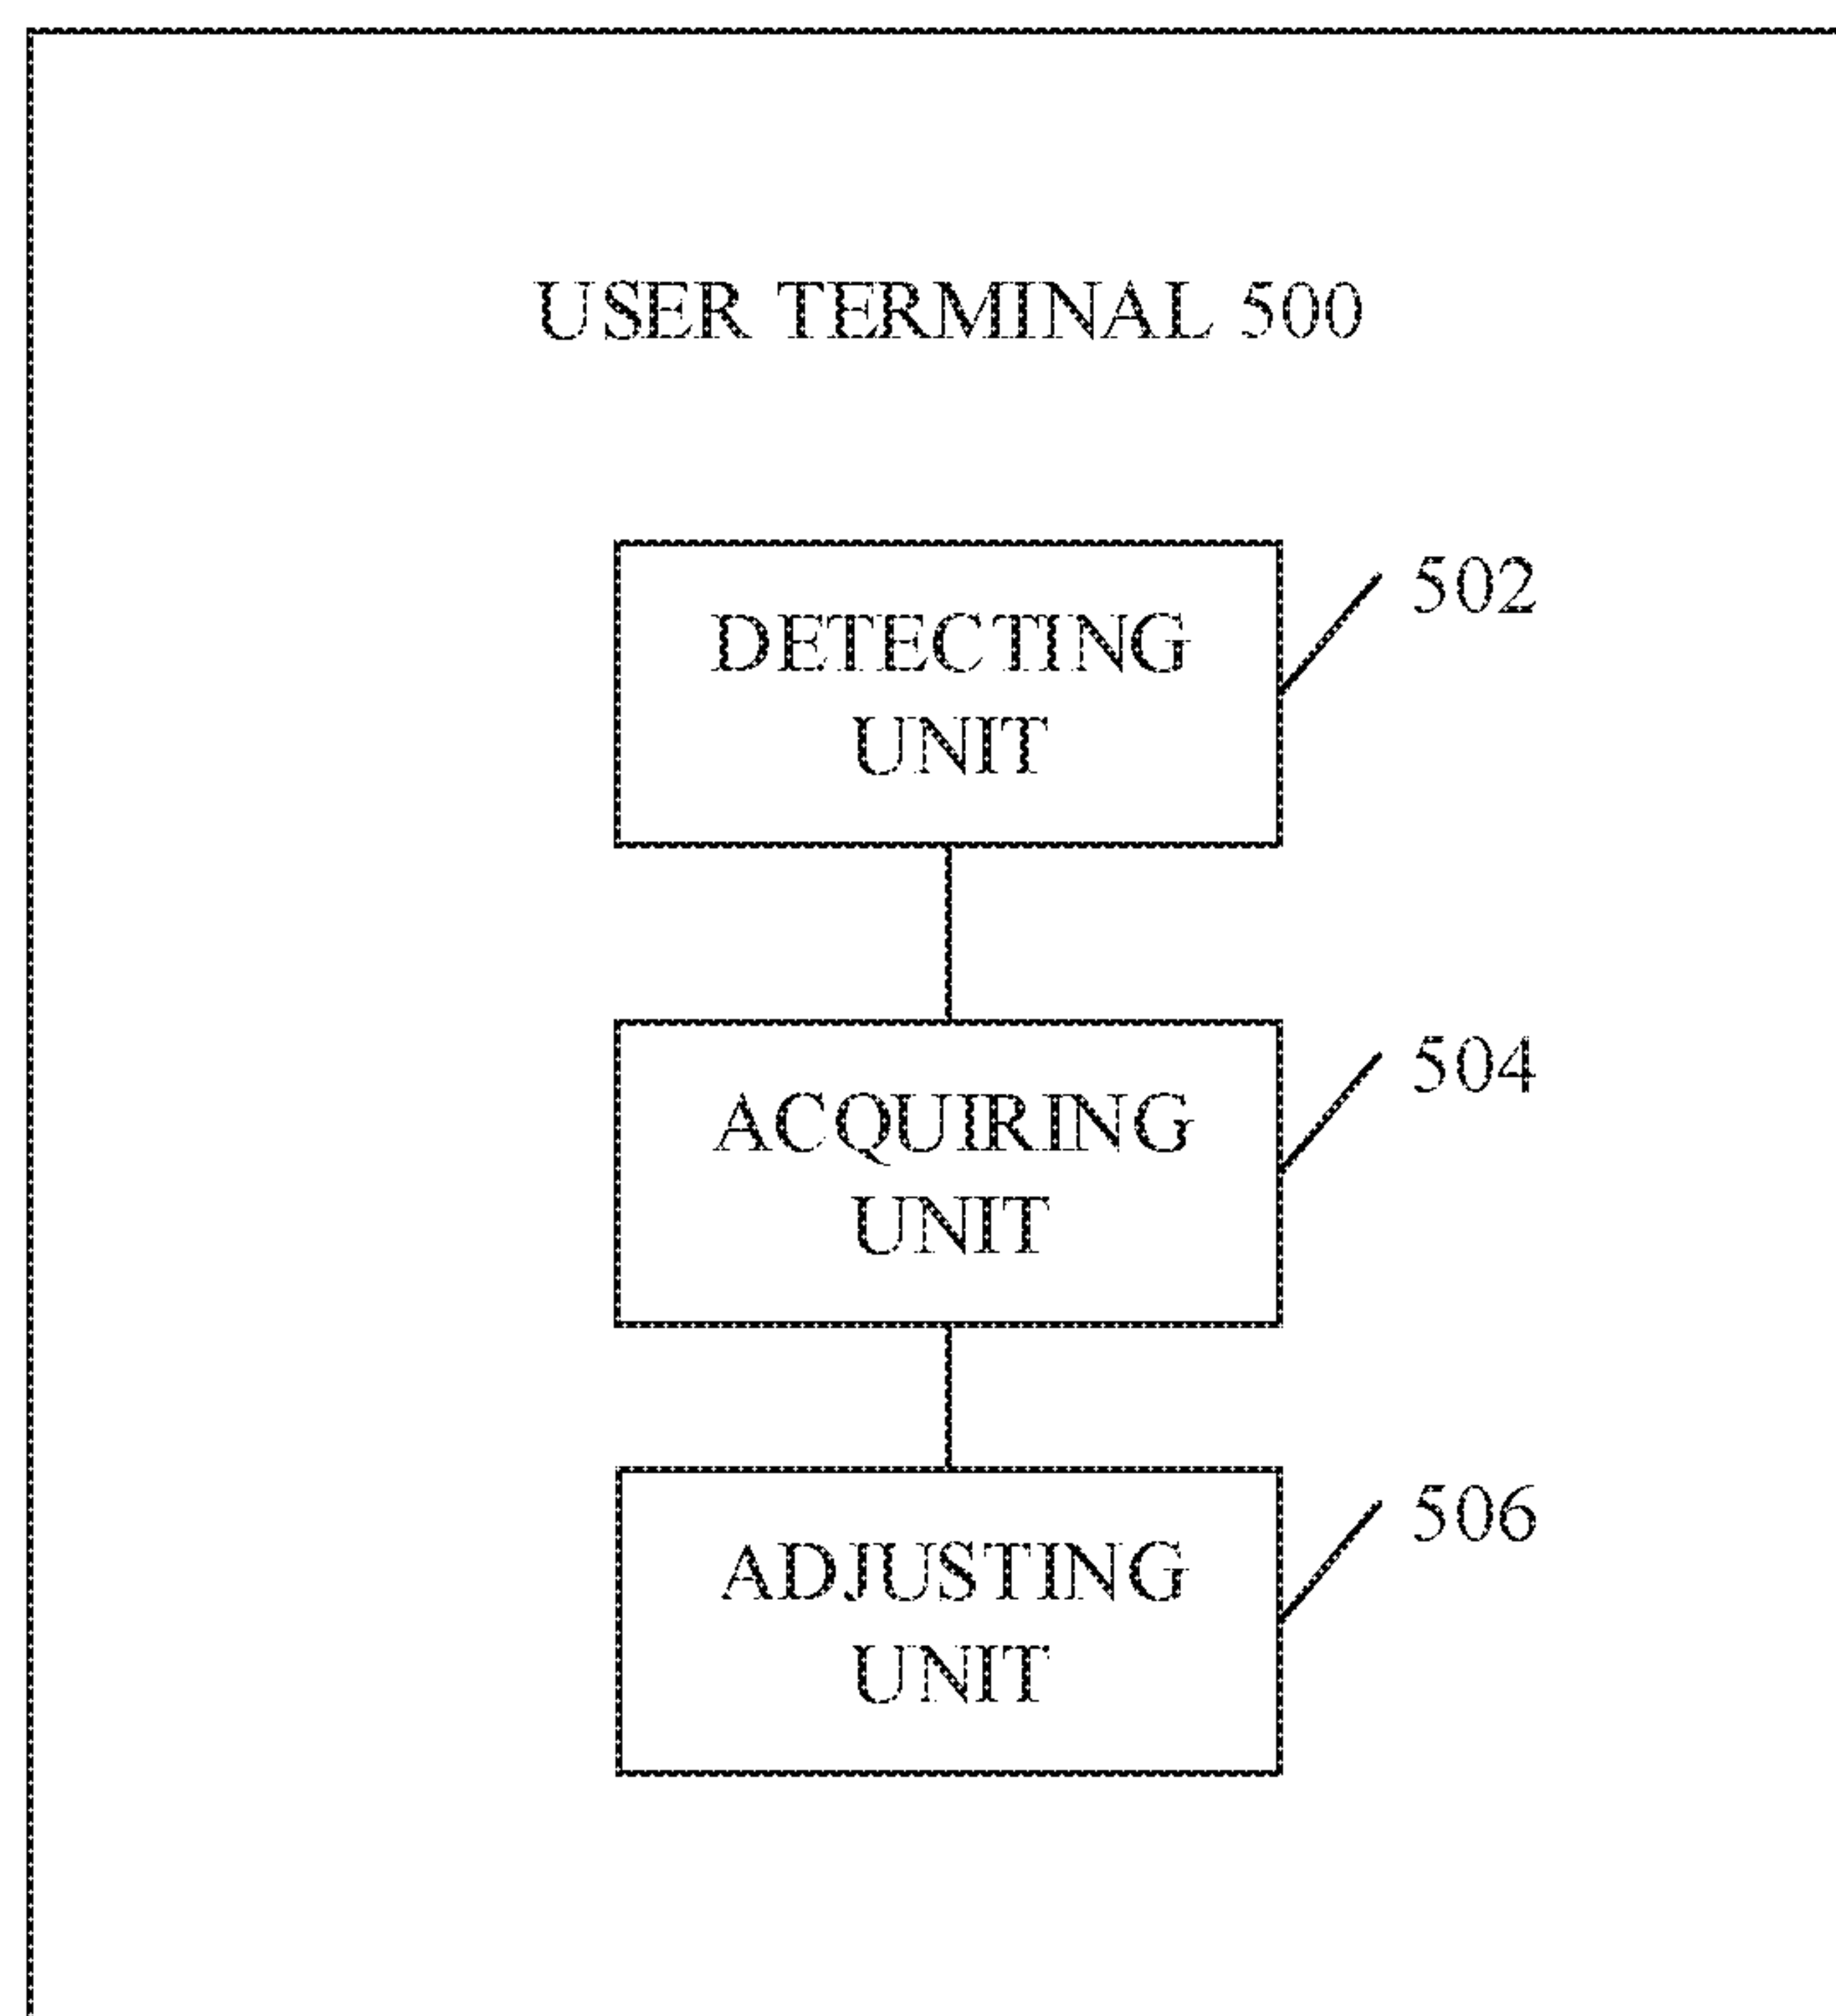 USER TERMINAL 500
502
DETECTING
UNIT
504
ACQUIRING
UNIT
506
ADJUSTING
UNIT